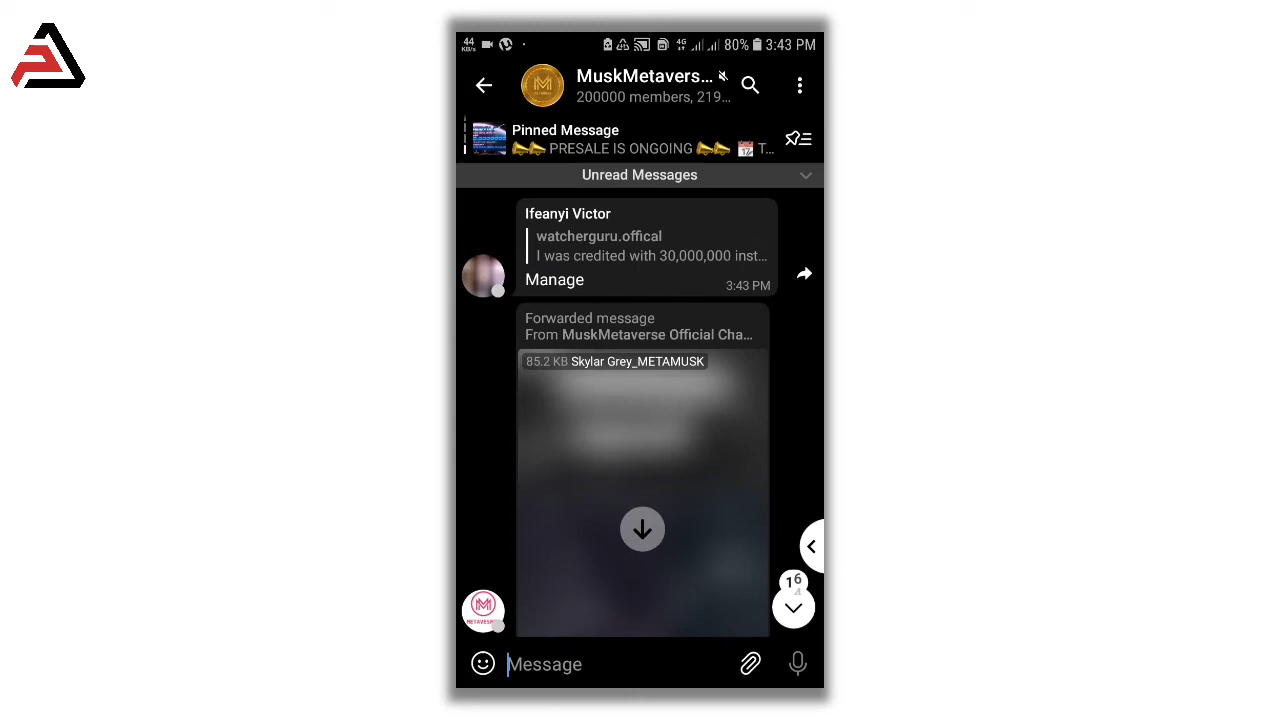 44
KB/s
4G
80%
3:43 PM
MuskMetavers...
200000 members, 219...
Pinned Message
PRESALE IS ONGOING
17
T...
Unread Messages
Ifeanyi Victor
watcherguru.offical
I was credited with 30,000,000 inst...
Manage
3:43 PM
Forwarded message
From MuskMetaverse Official Cha...
85.2 KB Skylar Grey_METAMUSK
16
Message